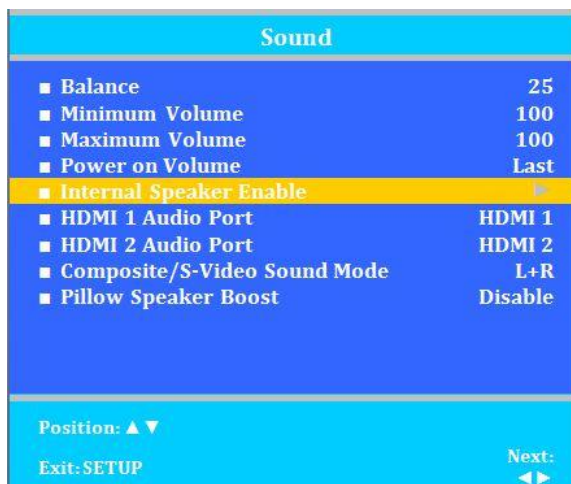 Sound
■ Balance 25
■ Minimum Volume 100
■ Maximum Volume 100
■ Power on Volume Last
■ Internal Speaker Enable ▶
■ HDMI 1 Audio Port HDMI 1
■ HDMI 2 Audio Port HDMI 2
■ Composite/S-Video Sound Mode L+R
■ Pillow Speaker Boost Disable
Position: ▲ ▼
Exit: SETUP
Next:
◀ ▶